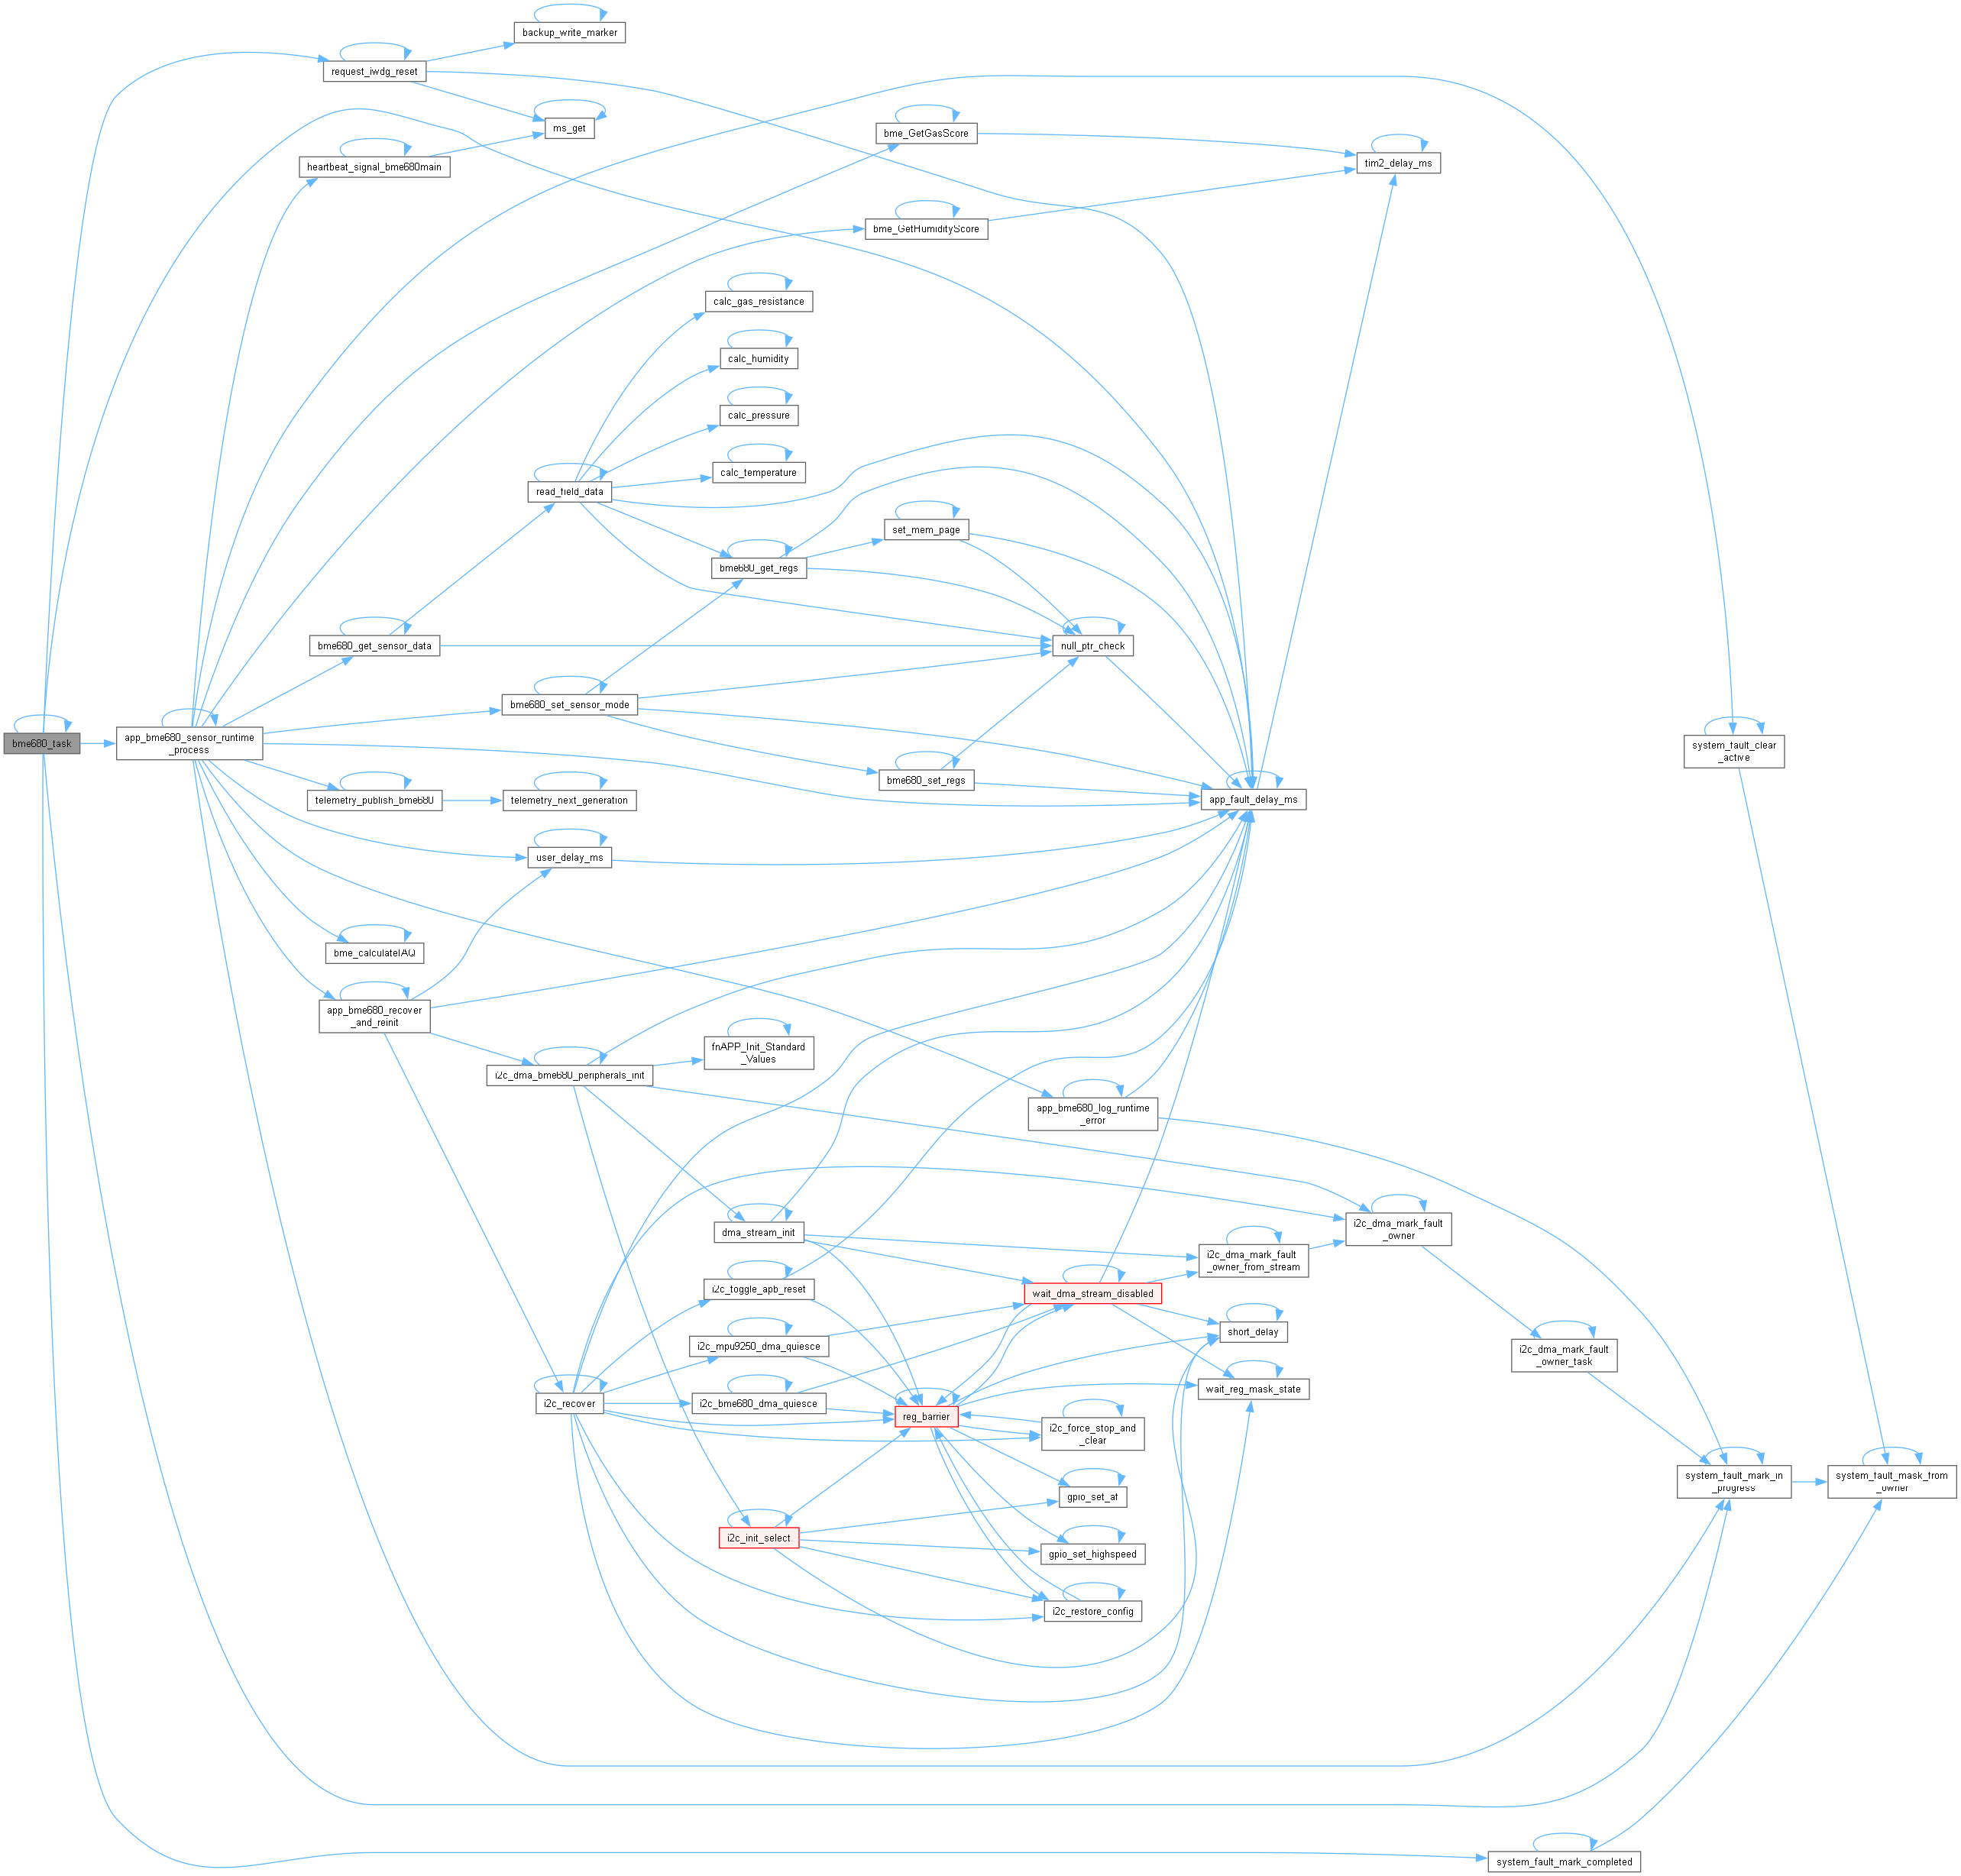 backup_write_marker
request_iwdg_reset
ms_get
heartbeat_signal_bme680main
bme_GetGasScore
tim2_delay_ms
bme_GetHumidityScore
calc_gas_resistance
calc_humidity
calc_pressure
calc_temperature
read_field_data
set_mem_page
bme680_get_regs
bme680_get_sensor_data
null_ptr_check
bme680_set_sensor_mode
bme680_task
app_bme680_sensor_runtime
_process
system_fault_clear
_active
bme680_set_regs
telemetry_publish_bme680
telemetry_next_generation
app_fault_delay_ms
user_delay_ms
bme_calculateIAQ
app_bme680_recover
_and_reinit
fnAPP_Init_Standard
_Values
i2c_dma_bme680_peripherals_init
app_bme680_log_runtime
_error
dma_stream_init
i2c_dma_mark_fault
_owner
i2c_dma_mark_fault
_owner_from_stream
i2c_toggle_apb_reset
wait_dma_stream_disabled
short_delay
i2c_mpu9250_dma_quiesce
i2c_dma_mark_fault
_owner_task
wait_reg_mask_state
i2c_recover
i2c_bme680_dma_quiesce
reg_barrier
i2c_force_stop_and
_clear
system_fault_mark_in
_progress
system_fault_mask_from
_owner
gpio_set_af
i2c_init_select
gpio_set_highspeed
i2c_restore_config
system_fault_mark_completed